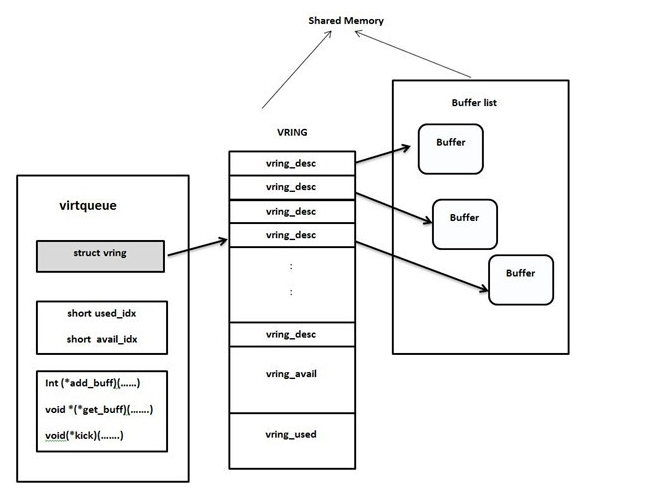 Shared Memory
Buffer list
VRING
Buffer
vring_desc
vring_desc
vring_desc
vring_desc
:
:
vring_desc
vring_avail
vring_used
Buffer
Buffer
virtqueue
struct vring
short used_idx
short  avail_idx
Int (*add_buff)(......)
void *(*get_buff)(.......)
void(*kick)(.......)